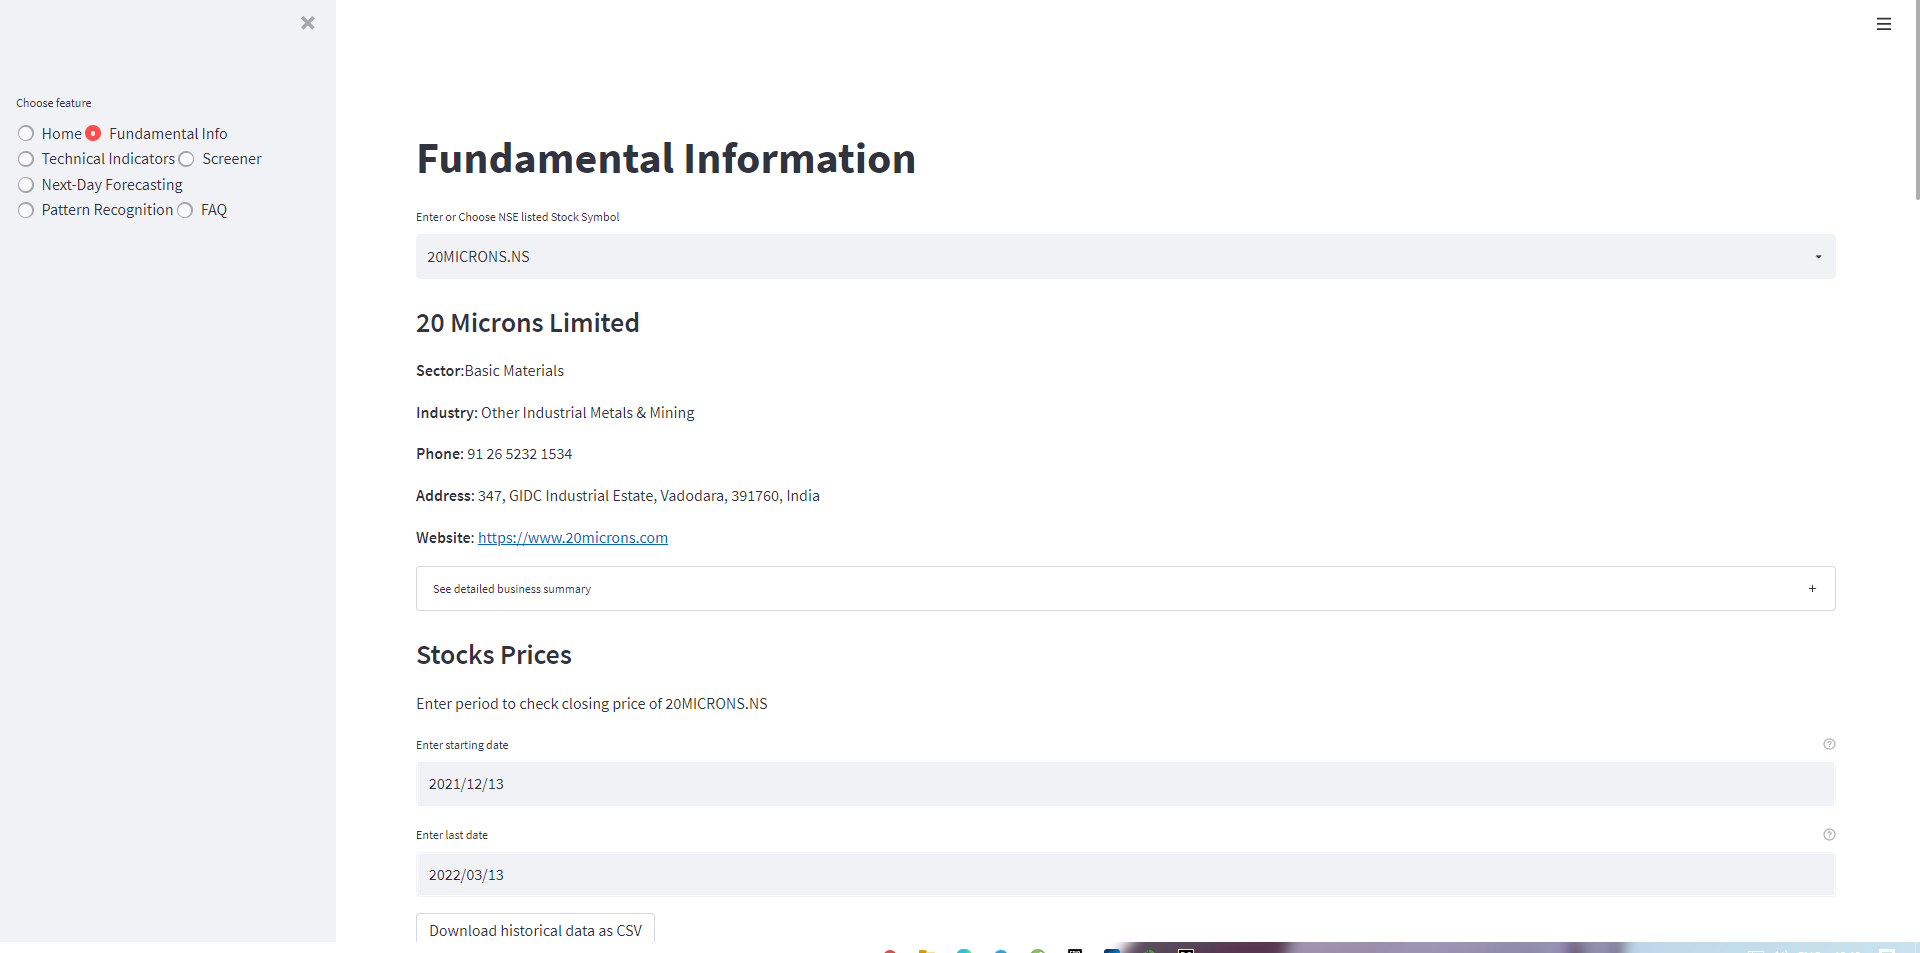 Choose feature
Home Fundamental Info
Technical Indicators Screener
Next-Day Forecasting
Pattern Recognition FAQ
Fundamental Information
Enter or Choose NSE listed Stock Symbol
20MICRONS.NS
20 Microns Limited
Sector:Basic Materials
Industry: Other Industrial Metals & Mining
Phone: 91 26 5232 1534
Address: 347, GIDC Industrial Estate, Vadodara, 391760, India
Website: https://www.20microns.com
See detailed business summary
Stocks Prices
Enter period to check closing price of 20MICRONS.NS
Enter starting date
2021/12/13
Enter last date
2022/03/13
Download historical data as CSV